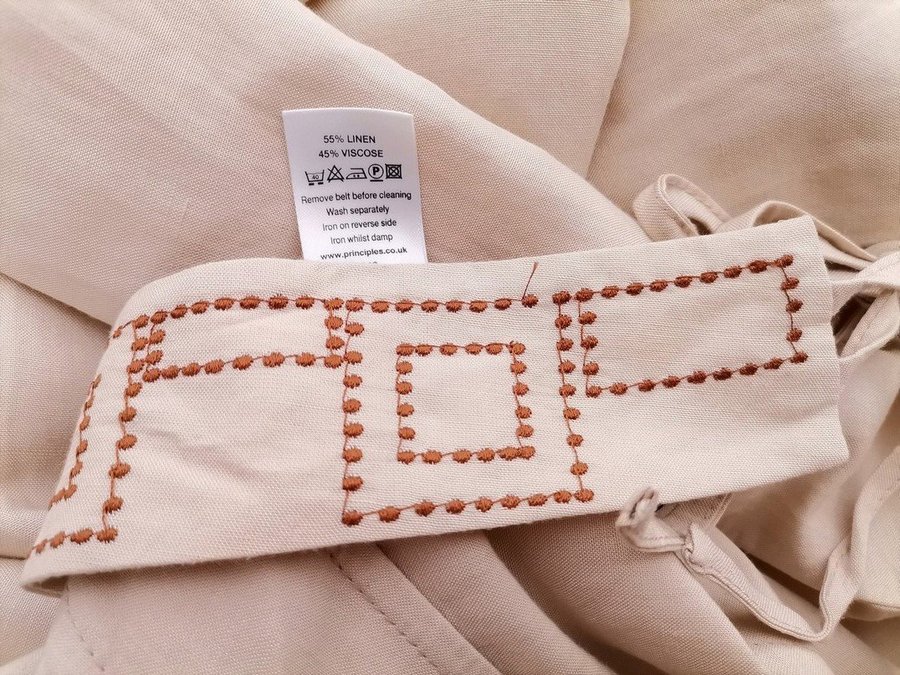 55% LINEN
45% VISCOSE
40 P
Remove belt before cleaning
Wash separately
Iron on reverse side
Iron whilst damp
www.principles.co.uk